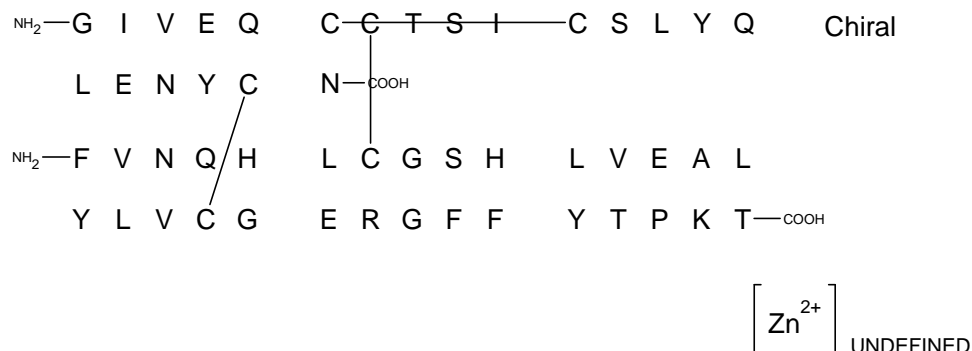 NH2 G I V E Q C C T S I C S L Y Q Chiral
L E N Y C N COOH
NH2 F V N Q H L C G S H L V E A L
Y L V C G E R G F F Y T P K T COOH
[Zn2+] UNDEFINED